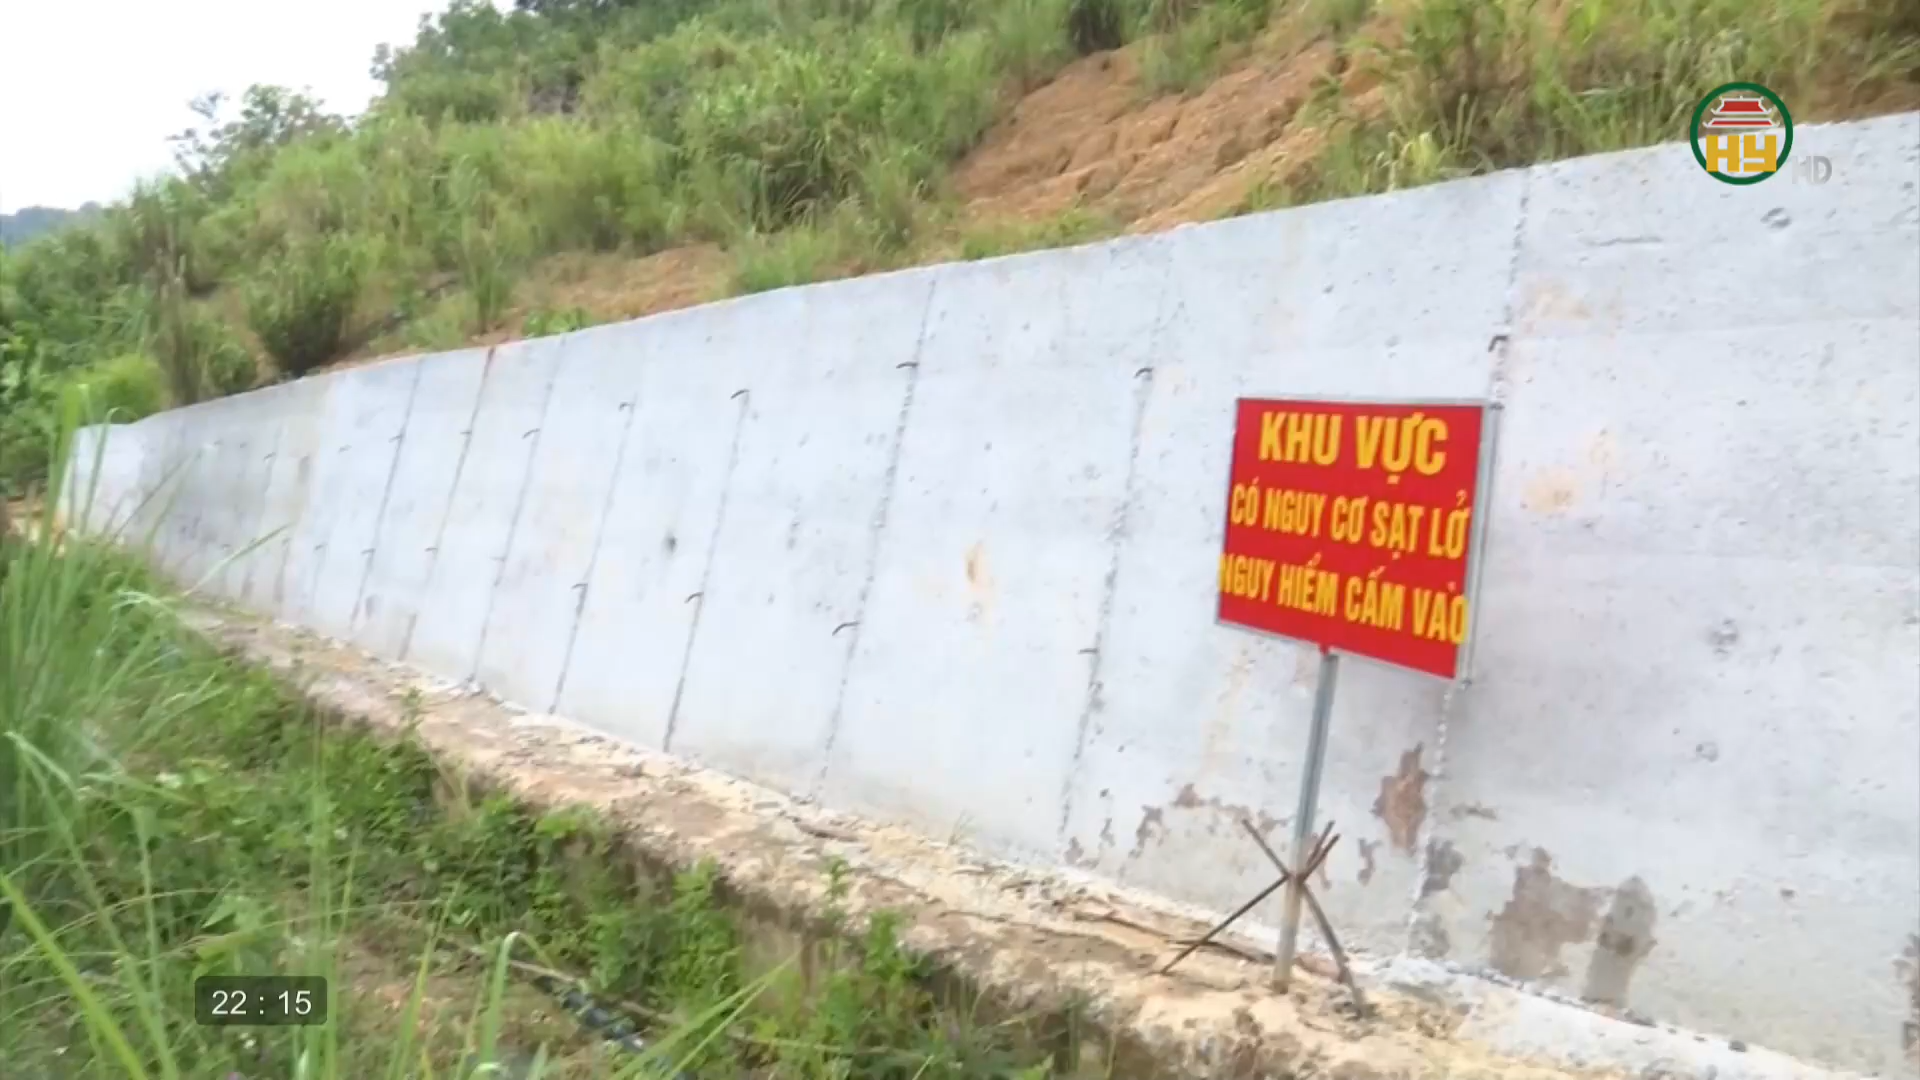 HY HD
KHU VỰC
CÓ NGUY CƠ SẠT LỞ
NGUY HIỂM CẤM VÀO
22 : 15